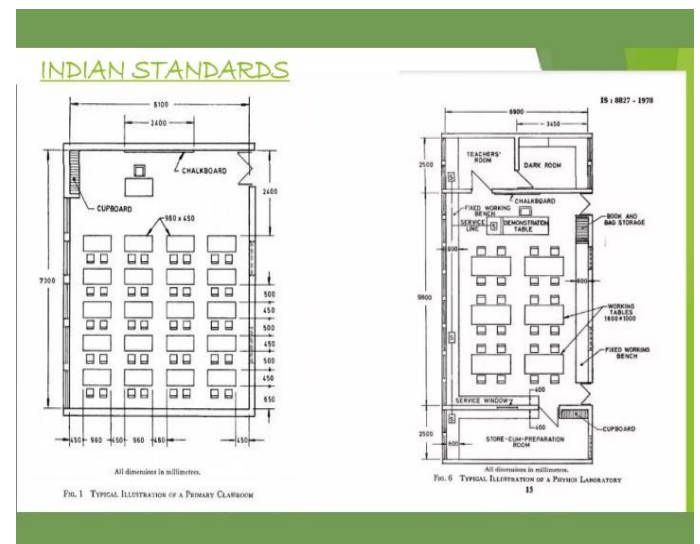 INDIAN STANDARDS
IS : 8827 - 1978
6100
2400
CHALKBOARD
2400
CUPBOARD
960 x 450
7300
500
450
500
450
500
450
650
450
960
450
960
450
All dimensions in millimetres.
FIG. 1 TYPICAL ILLUSTRATION OF A PRIMARY CLASSROOM
3450
2500
TEACHERS'
ROOM
DARK ROOM
CHALKBOARD
FIXED WORKING
BENCH
SERVICE
LINE
DEMONSTRATION
TABLE
BOOK AND
BAG STORAGE
600
WORKING
TABLES
1800×1000
FIXED WORKING
BENCH
SERVICE WINDOW
400
400
CUPBOARD
2500
600
STORE-CUM-PREPARATION
ROOM
All dimensions in millimetres.
FIG. 6 TYPICAL ILLUSTRATION OF A PHYSICS LABORATORY
15